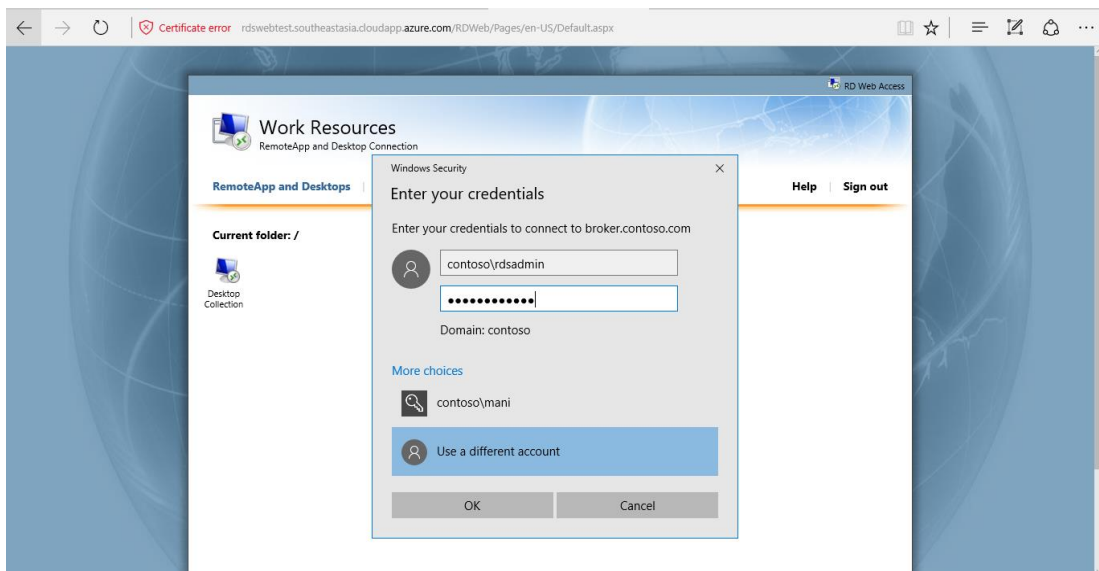 Certificate error rdswebtest.southeastasia.cloudapp.azure.com/RDWeb/Pages/en-US/Default.aspx
RD Web Access
Work Resources
RemoteApp and Desktop Connection
RemoteApp and Desktops
Help
Sign out
Current folder: /
Desktop
Collection
Windows Security
Enter your credentials
Enter your credentials to connect to broker.contoso.com
contoso\rdsadmin
Domain: contoso
More choices
contoso\mani
Use a different account
OK
Cancel